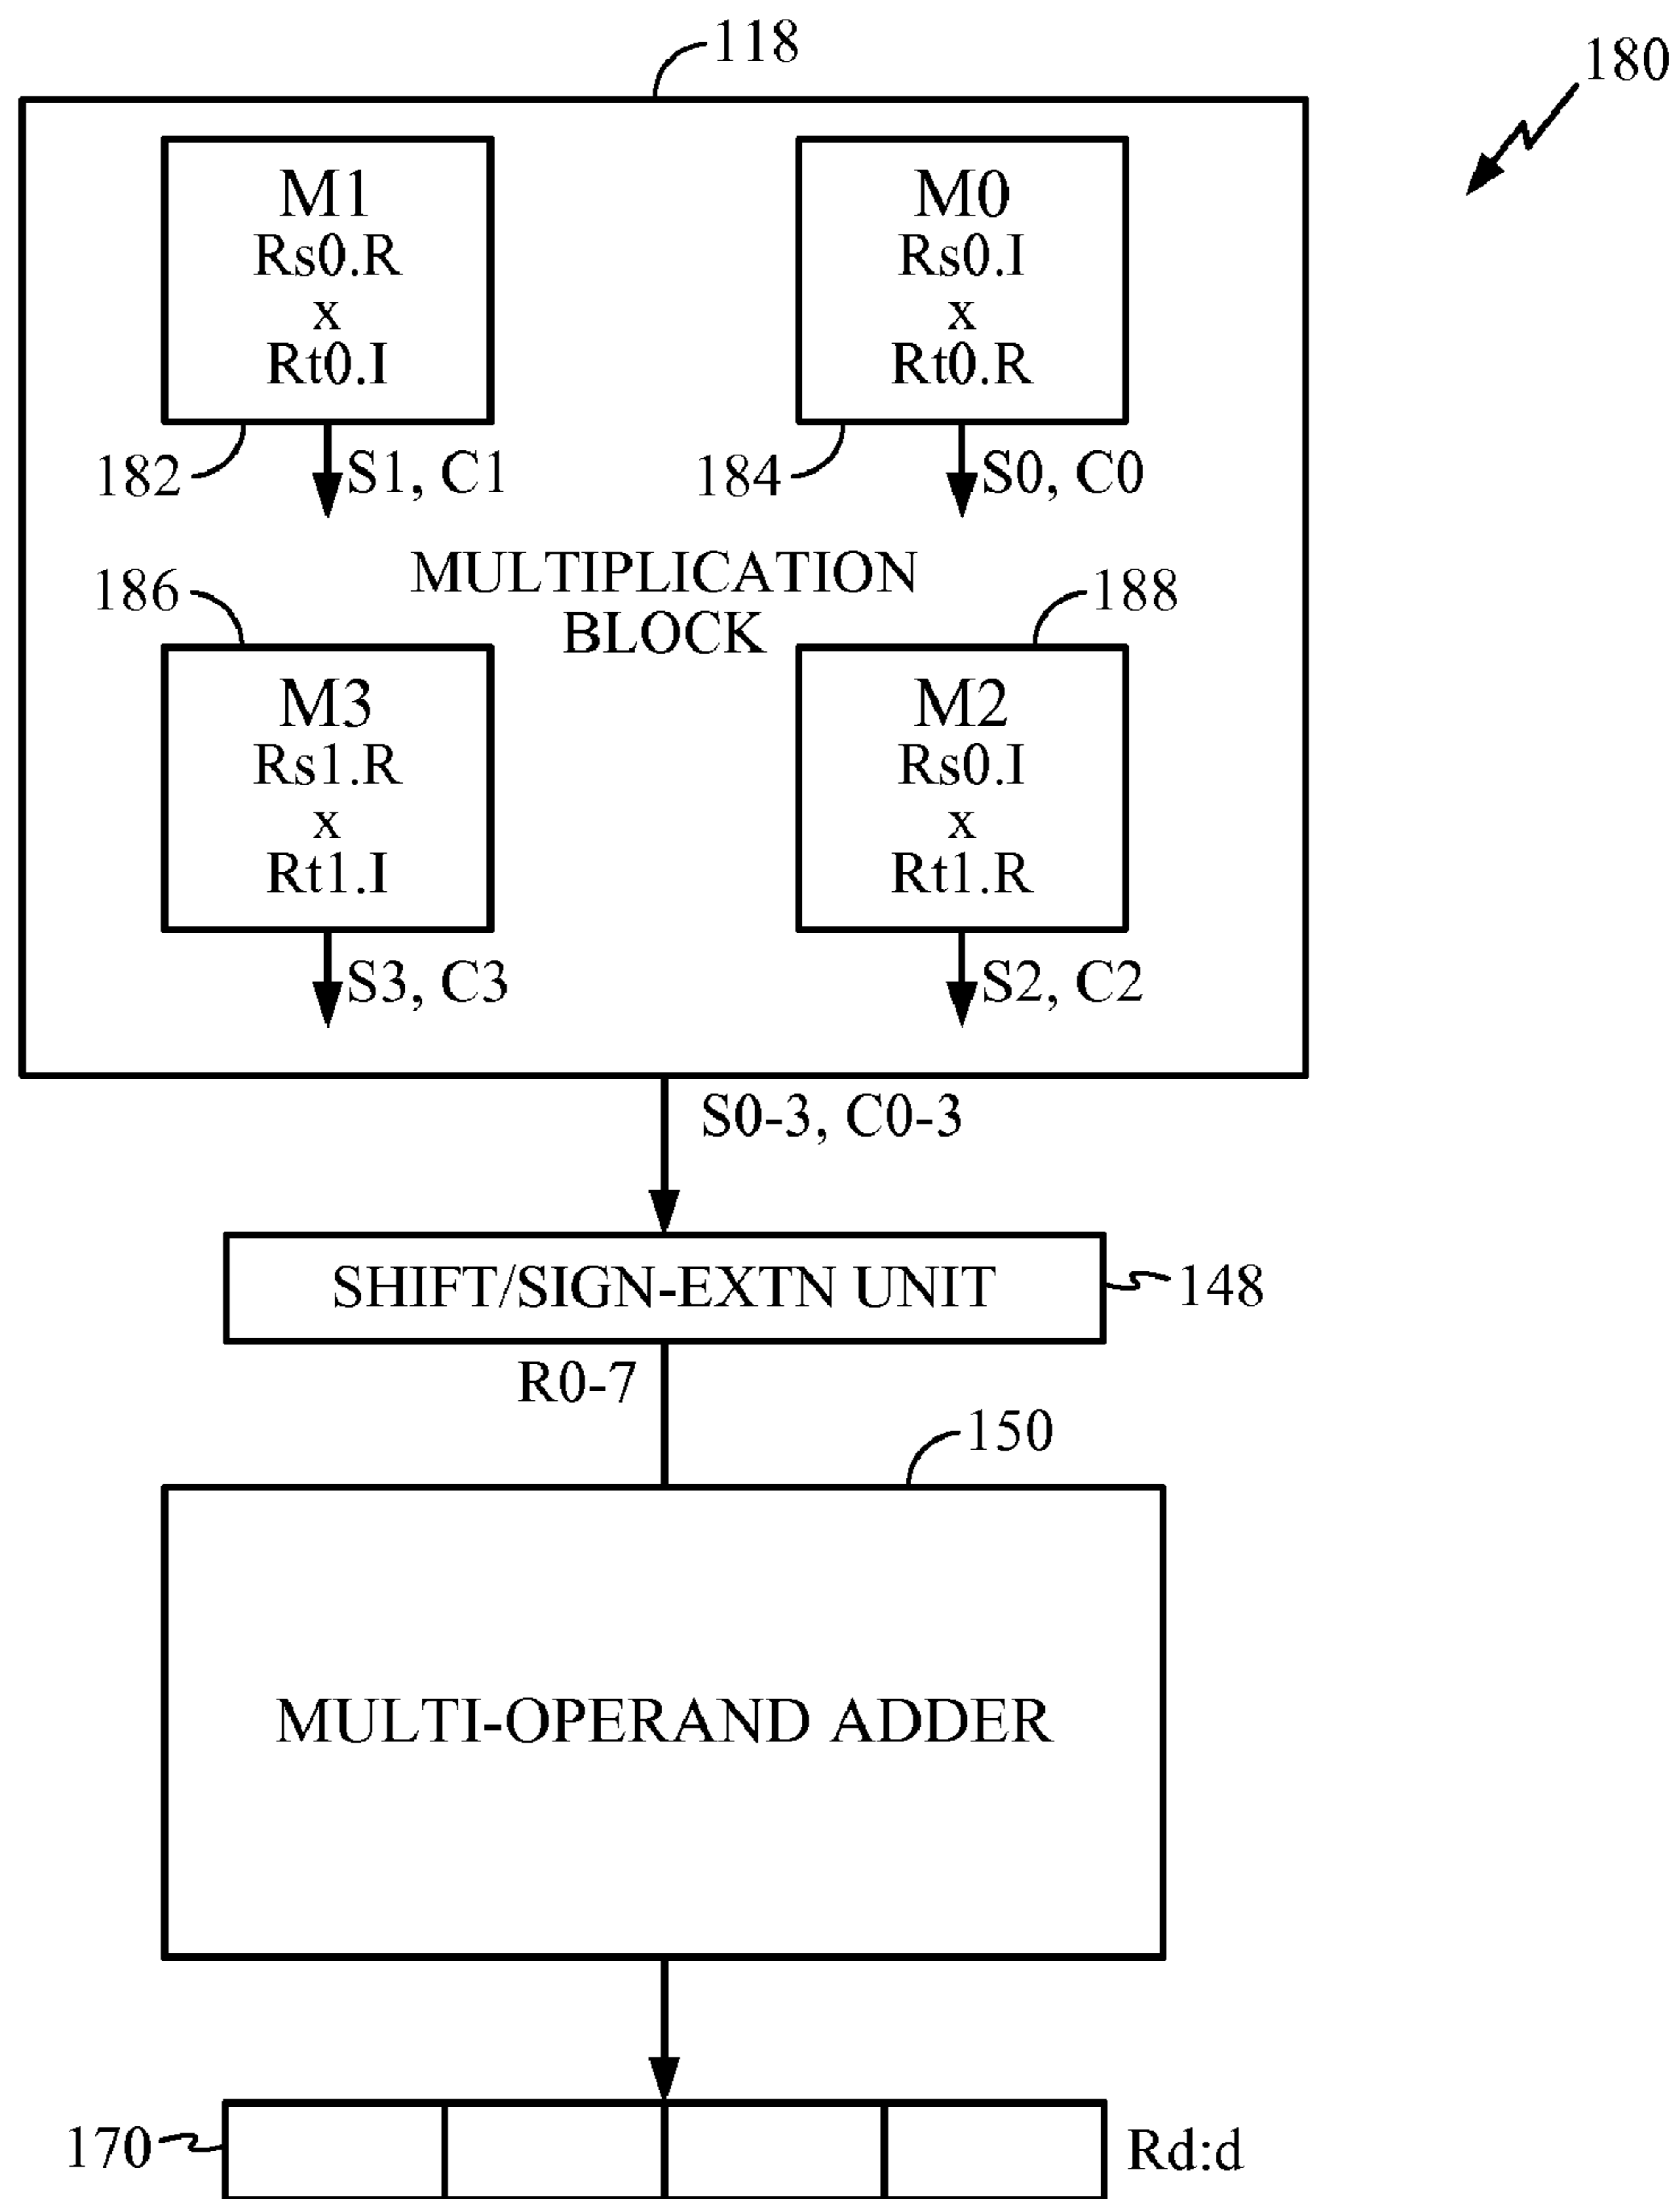 118
180
M1
Rs0.R
x
Rt0.I
M0
Rs0.I
x
Rt0.R
182
S1, C1
184
S0, C0
MULTIPLICATION
BLOCK
186
188
M3
Rs1.R
x
Rt1.I
M2
Rs0.I
x
Rt1.R
S3, C3
S2, C2
S0-3, C0-3
SHIFT/SIGN-EXTN UNIT
148
R0-7
150
MULTI-OPERAND ADDER
170
Rd:d